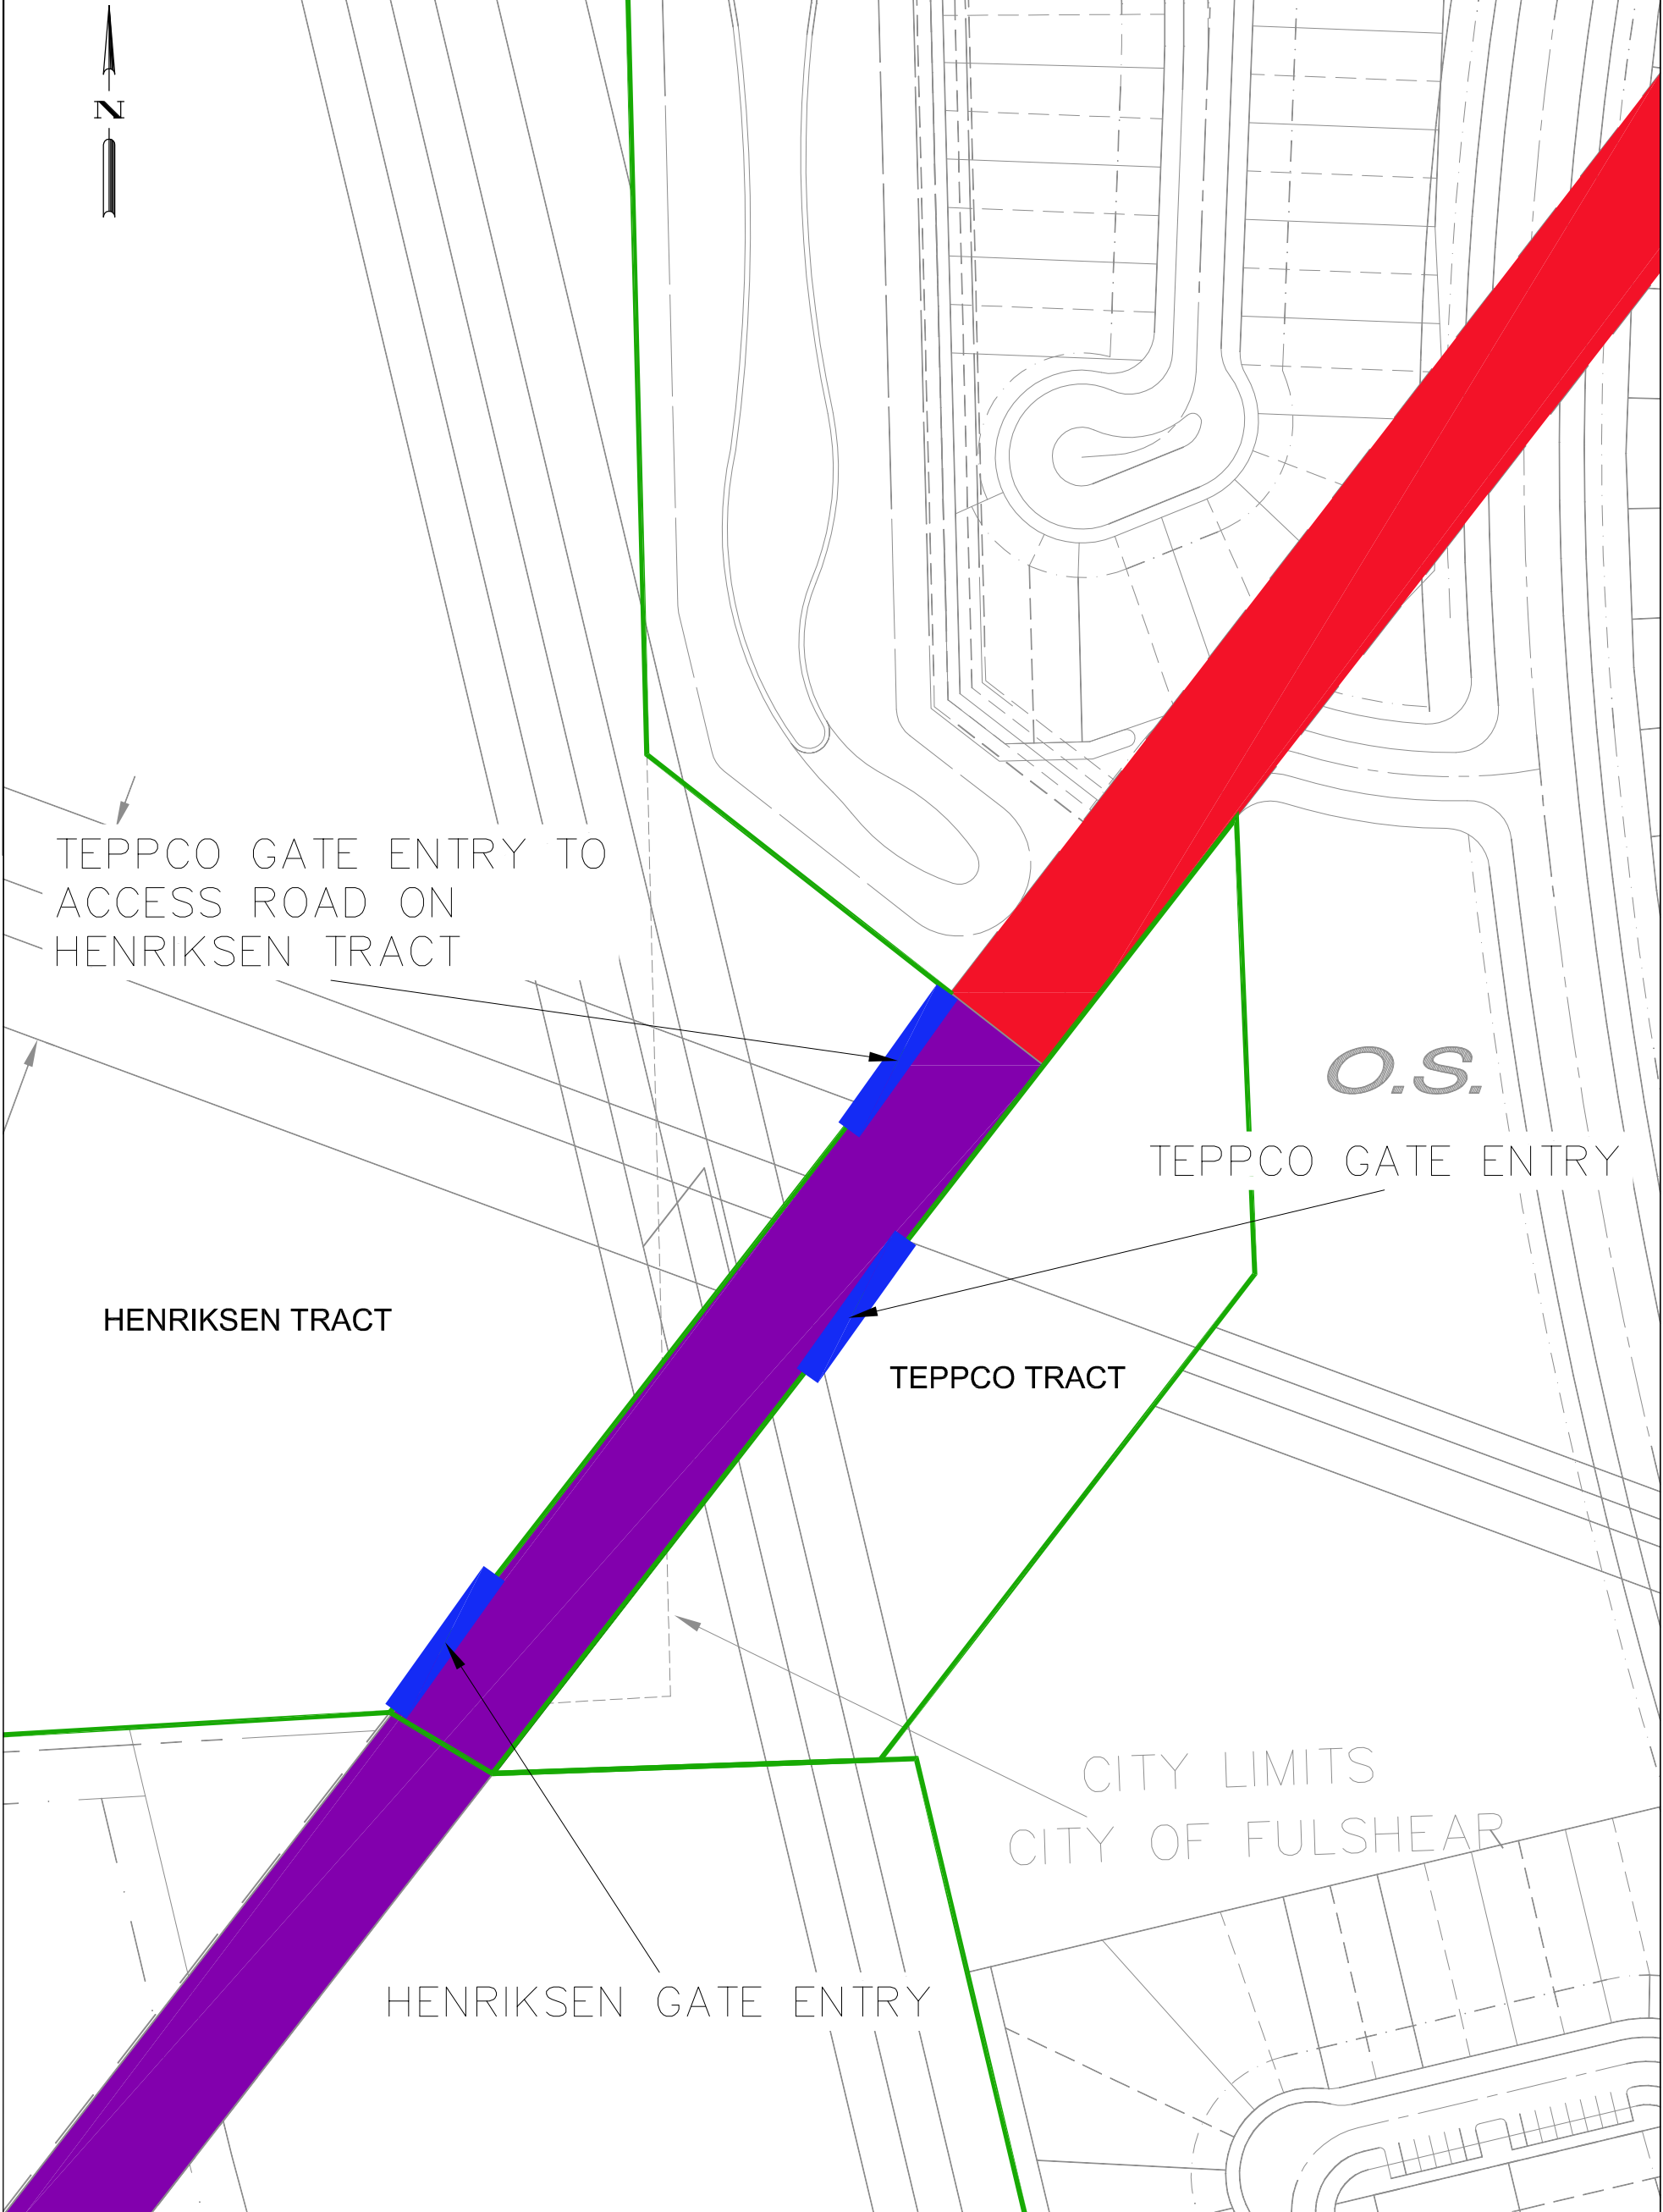 N
TEPPCO GATE ENTRY TO
ACCESS ROAD ON
HENRIKSEN TRACT
O.S.
TEPPCO GATE ENTRY
HENRIKSEN TRACT
TEPPCO TRACT
CITY LIMITS
CITY OF FULSHEAR
HENRIKSEN GATE ENTRY